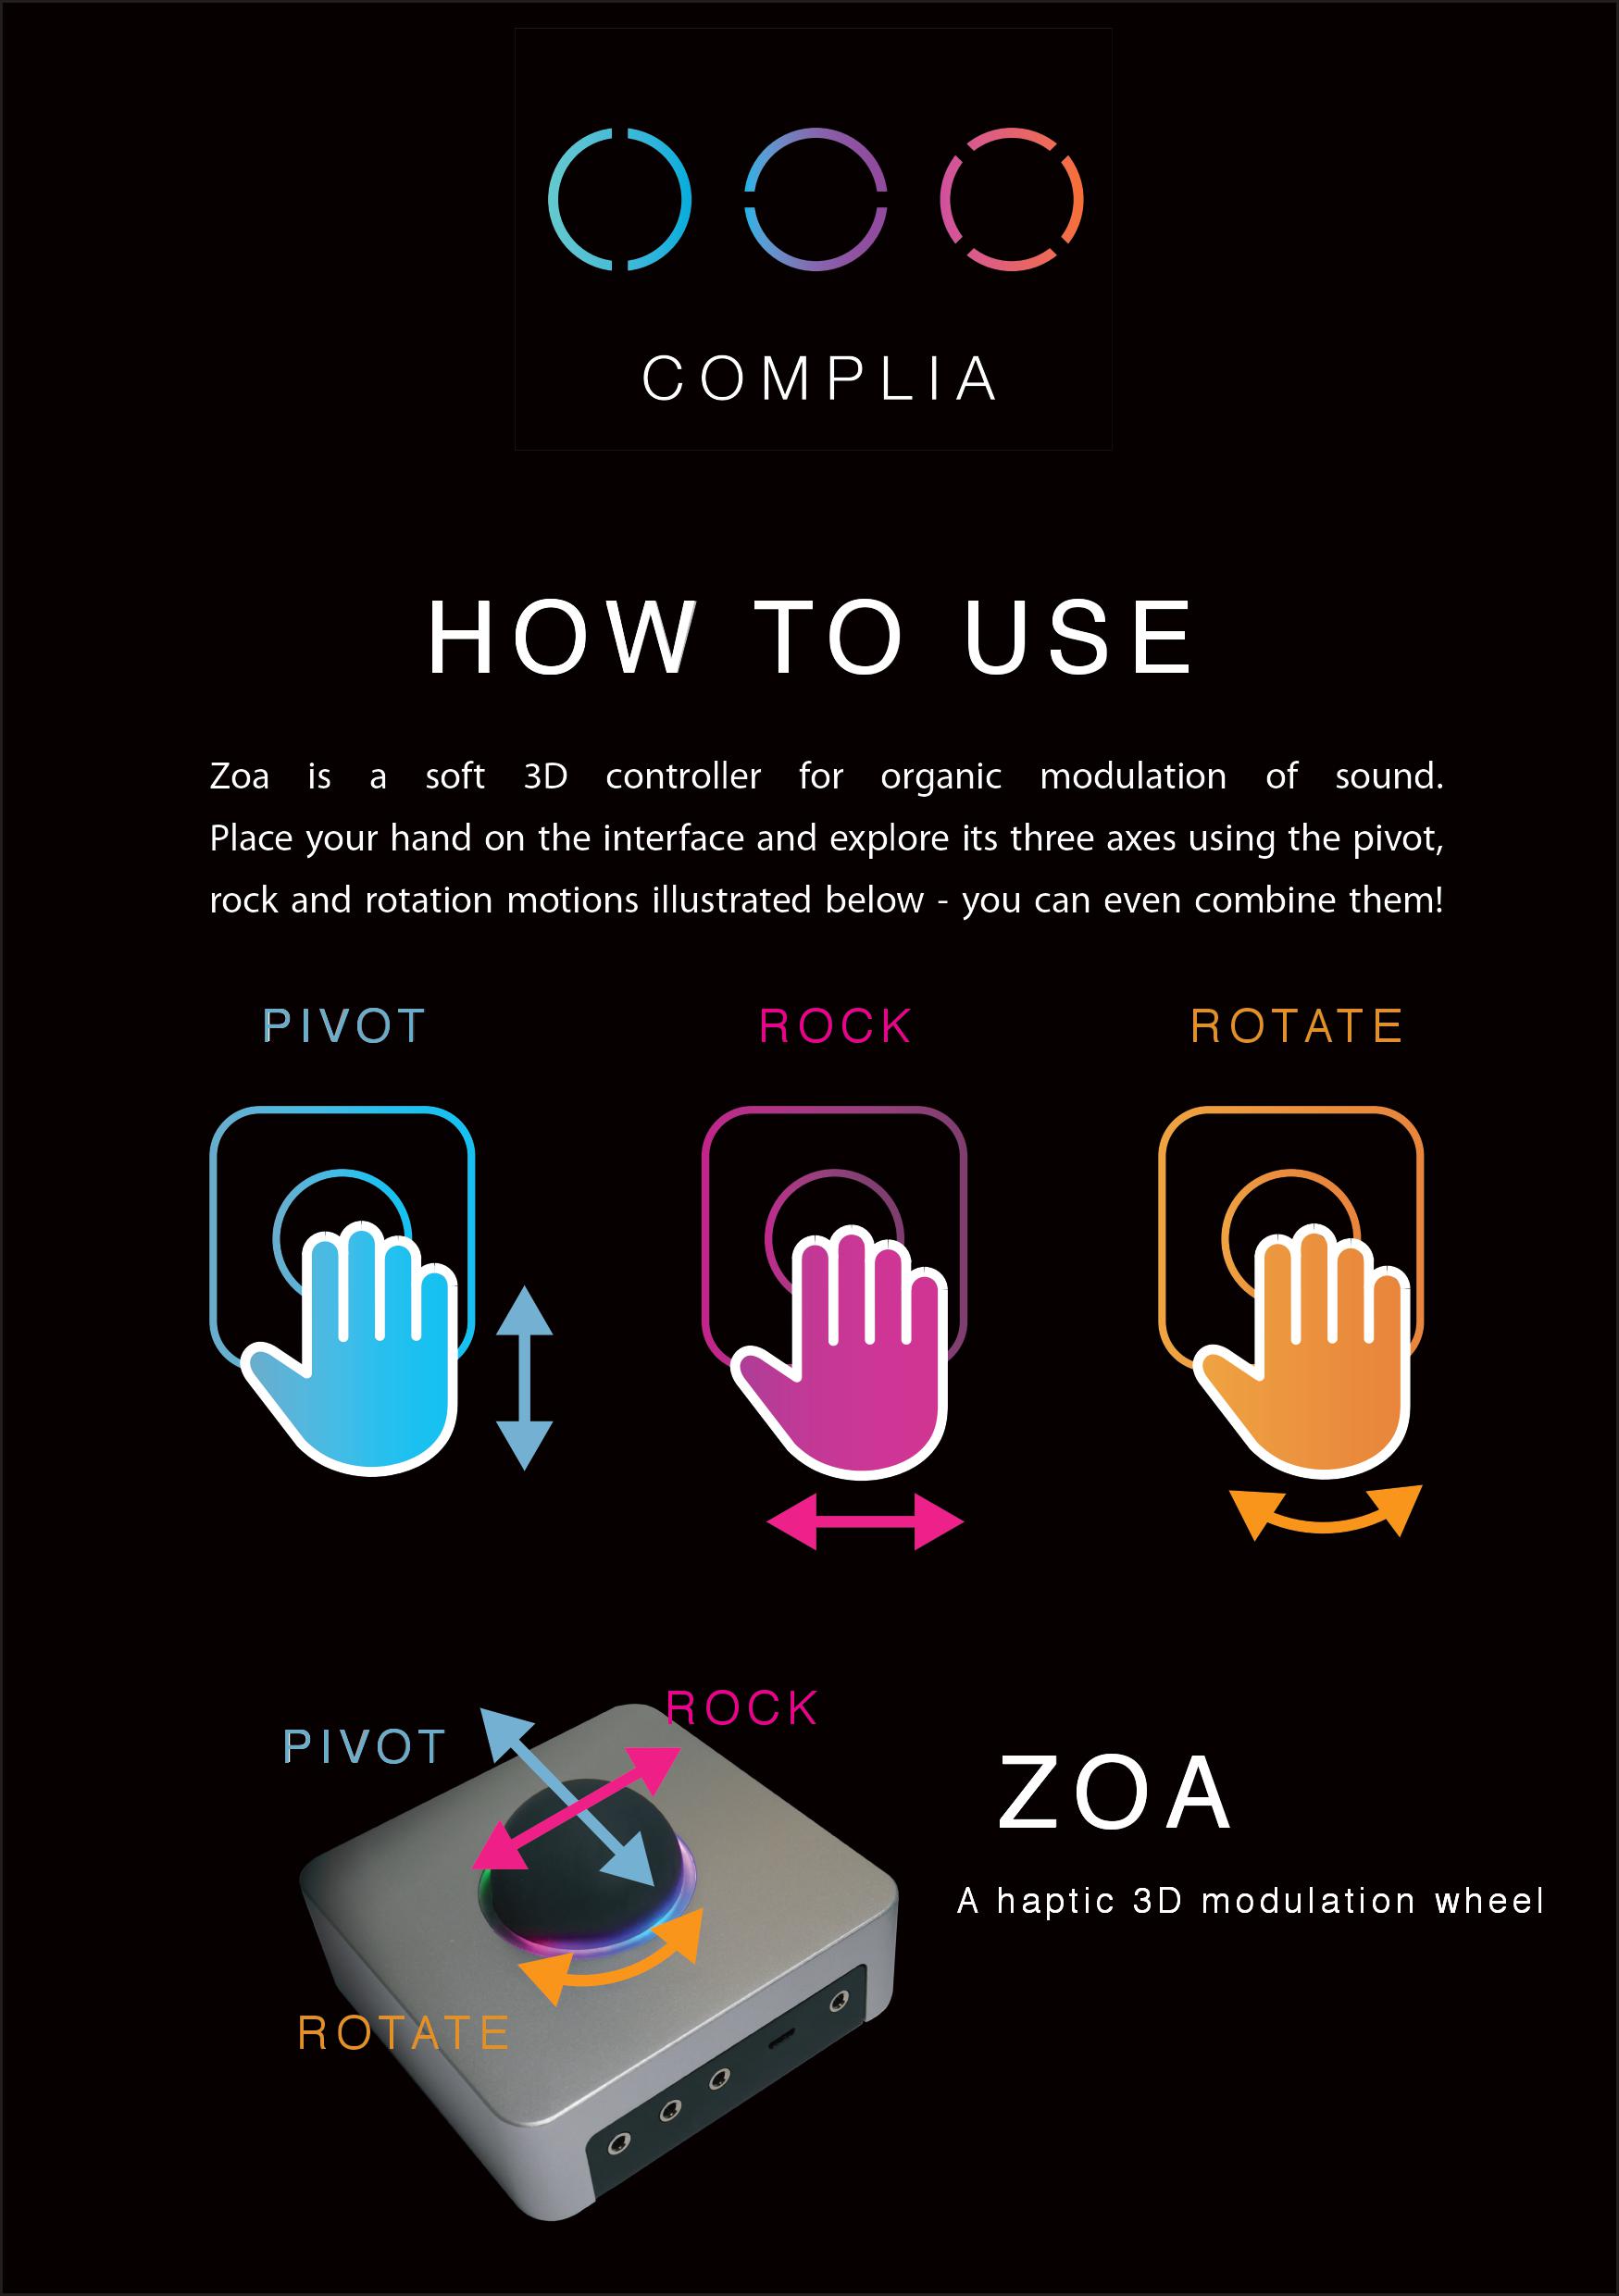 COMPLIA
HOW TO USE
Zoa is a soft 3D controller for organic modulation of sound.
Place your hand on the interface and explore its three axes using the pivot,
rock and rotation motions illustrated below - you can even combine them!
PIVOT
ROCK
ROTATE
ROCK
PIVOT
ZOA
A haptic 3D modulation wheel
ROTATE